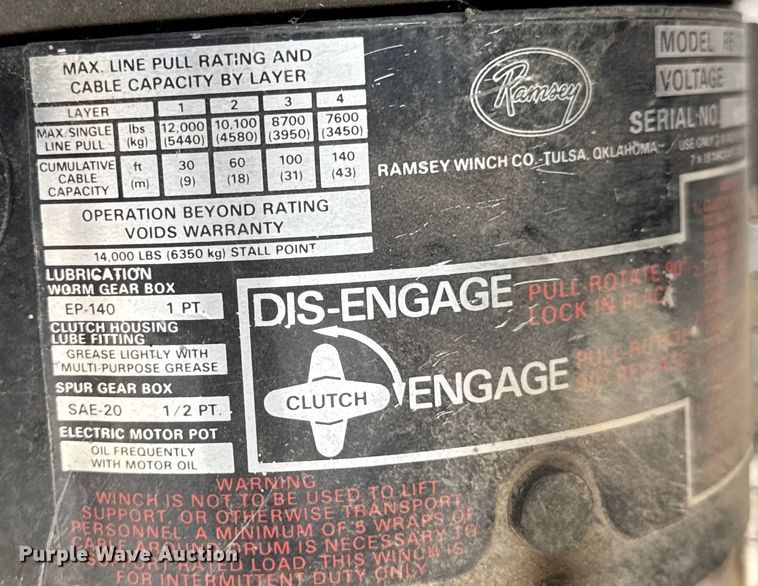 MAX. LINE PULL RATING AND
CABLE CAPACITY BY LAYER
LAYER 1 2 3 4
MAX. SINGLE LINE PULL lbs (kg) 12,000 (5440) 10,100 (4580) 8700 (3950) 7600 (3450)
CUMULATIVE CABLE CAPACITY ft (m) 30 (9) 60 (18) 100 (31) 140 (43)
OPERATION BEYOND RATING
VOIDS WARRANTY
14,000 LBS (6350 kg) STALL POINT
Ramsey
RAMSEY WINCH CO.-TULSA, OKLAHOMA
MODEL
VOLTAGE
SERIAL NO.
USE ONLY
LUBRICATION
WORM GEAR BOX
EP-140 1 PT.
CLUTCH HOUSING
LUBE FITTING
GREASE LIGHTLY WITH
MULTI-PURPOSE GREASE
SPUR GEAR BOX
SAE-20 1/2 PT.
ELECTRIC MOTOR POT
OIL FREQUENTLY
WITH MOTOR OIL
DIS-ENGAGE
PULL ROTATE 90°
LOCK IN PLACE
CLUTCH
ENGAGE
PULL
WARNING
WINCH IS NOT TO BE USED TO LIFT
SUPPORT, OR OTHERWISE TRANSPORT
PERSONNEL. A MINIMUM OF 5 WRAPS OF
CABLE AROUND DRUM IS NECESSARY TO
SUPPORT RATED LOAD. THIS WINCH IS
FOR INTERMITTENT DUTY ONLY
Purple Wave Auction